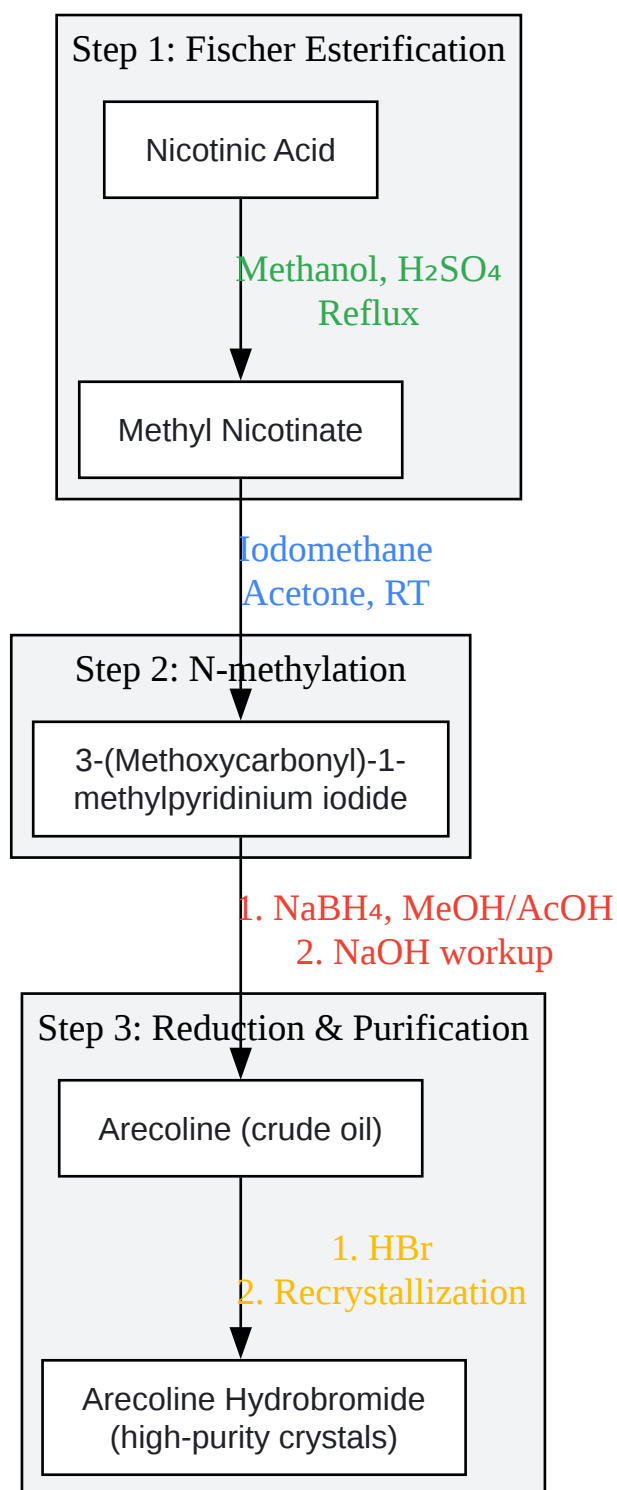 Step 1: Fischer Esterification
Nicotinic Acid
Methanol, H₂SO₄
Reflux
Methyl Nicotinate
Iodomethane
Acetone, RT
Step 2: N-methylation
3-(Methoxycarbonyl)-1-
methylpyridinium iodide
1. NaBH₄, MeOH/AcOH
2. NaOH workup
Step 3: Reduction & Purification
Arecoline (crude oil)
1. HBr
2. Recrystallization
Arecoline Hydrobromide
(high-purity crystals)